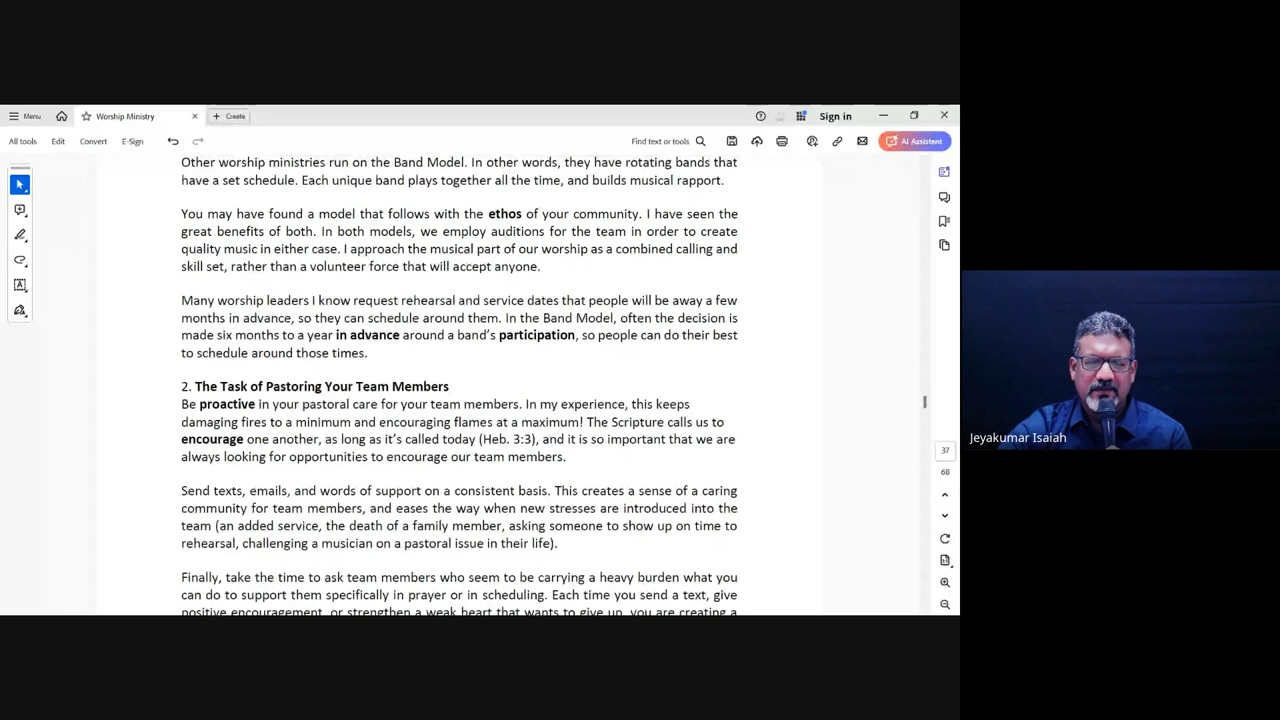 Menu
Worship Ministry
Create
Sign in
All tools Edit Convert E-Sign
Find text or tools
AI Assistant
Other worship ministries run on the Band Model. In other words, they have rotating bands that
have a set schedule. Each unique band plays together all the time, and builds musical rapport.
You may have found a model that follows with the ethos of your community. I have seen the
great benefits of both. In both models, we employ auditions for the team in order to create
quality music in either case. I approach the musical part of our worship as a combined calling and
skill set, rather than a volunteer force that will accept anyone.
Many worship leaders I know request rehearsal and service dates that people will be away a few
months in advance, so they can schedule around them. In the Band Model, often the decision is
made six months to a year in advance around a band's participation, so people can do their best
to schedule around those times.
2. The Task of Pastoring Your Team Members
Be proactive in your pastoral care for your team members. In my experience, this keeps
damaging fires to a minimum and encouraging flames at a maximum! The Scripture calls us to
encourage one another, as long as it's called today (Heb. 3:3), and it is so important that we are
always looking for opportunities to encourage our team members.
Send texts, emails, and words of support on a consistent basis. This creates a sense of a caring
community for team members, and eases the way when new stresses are introduced into the
team (an added service, the death of a family member, asking someone to show up on time to
rehearsal, challenging a musician on a pastoral issue in their life).
Finally, take the time to ask team members who seem to be carrying a heavy burden what you
can do to support them specifically in prayer or in scheduling. Each time you send a text, give
positive encouragement, or strengthen a weak heart that wants to give up, you are creating a
37
68
Jeyakumar Isaiah